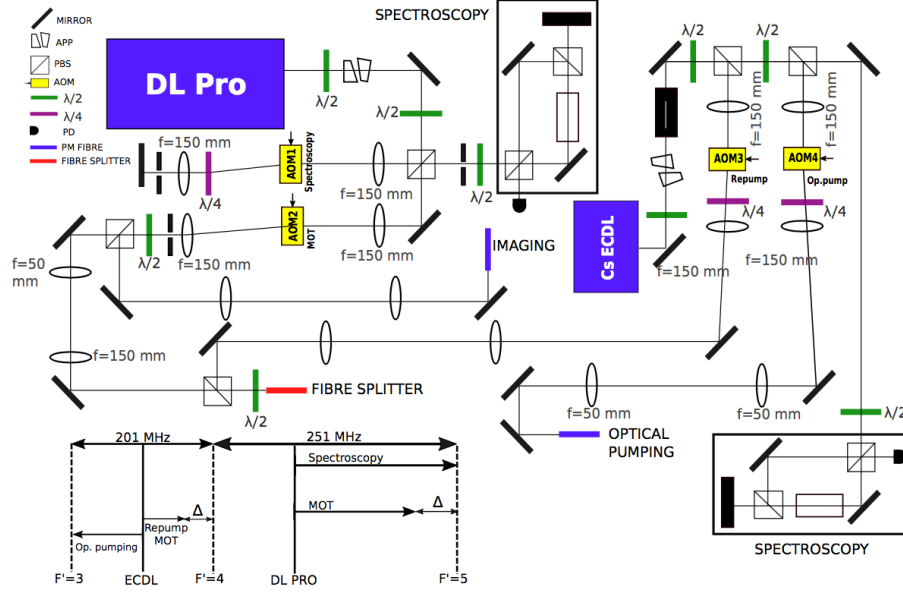 MIRROR
APP
PBS
AOM
λ/2
λ/4
PD
PM FIBRE
FIBRE SPLITTER
DL Pro
λ/2
λ/2
SPECTROSCOPY
f=150 mm
λ/4
AOM1
Spectroscopy
f=150 mm
λ/2
AOM2
MOT
f=150 mm
λ/2
f=150 mm
f=50
mm
f=150 mm
IMAGING
λ/2
FIBRE SPLITTER
Cs ECDL
λ/2
λ/2
f=150 mm
f=150 mm
AOM3
Repump
AOM4
Op.pump
λ/4
λ/4
f=150 mm
f=150 mm
f=50 mm
f=50 mm
OPTICAL
PUMPING
λ/2
SPECTROSCOPY
201 MHz
251 MHz
Spectroscopy
MOT
Δ
Repump
MOT
Δ
Op. pumping
F'=3
ECDL
F'=4
DL PRO
F'=5